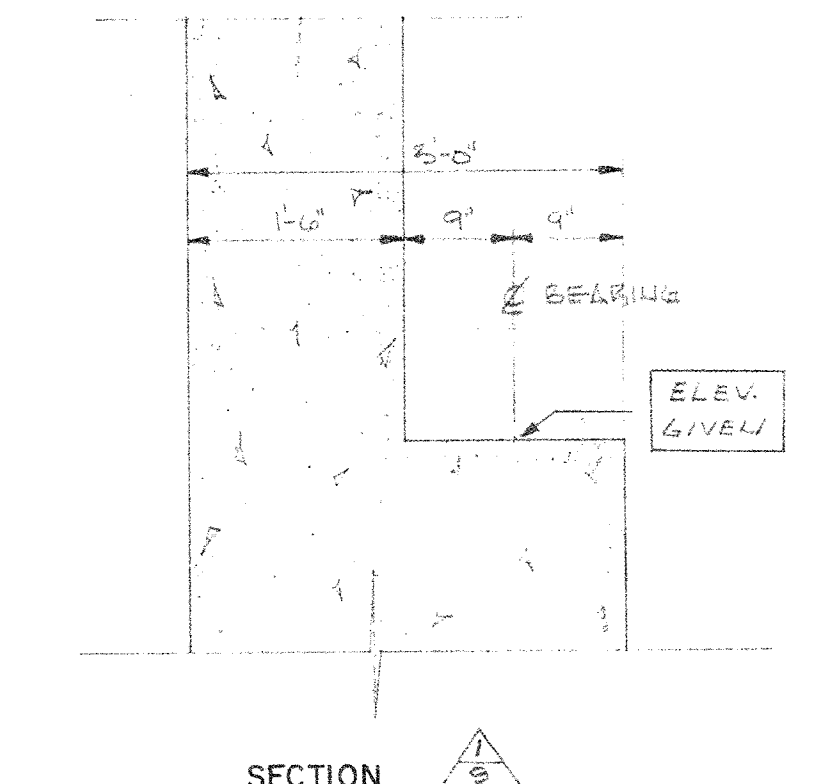 3'-0"
1'-6"
9"
9"
℄ BEARING
ELEV.
GIVEN
SECTION
1
S